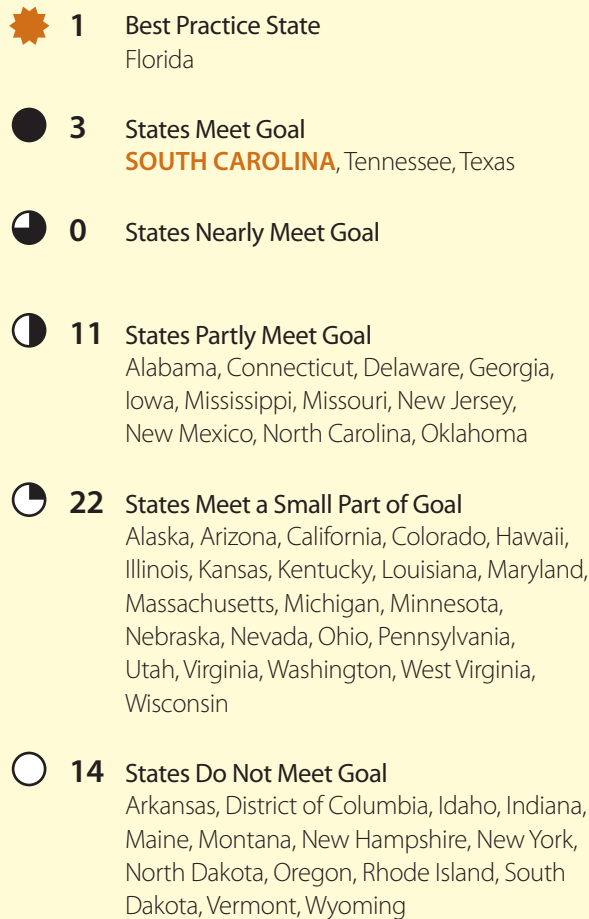 1 Best Practice State
Florida
3 States Meet Goal
SOUTH CAROLINA, Tennessee, Texas
0 States Nearly Meet Goal
11 States Partly Meet Goal
Alabama, Connecticut, Delaware, Georgia,
Iowa, Mississippi, Missouri, New Jersey,
New Mexico, North Carolina, Oklahoma
22 States Meet a Small Part of Goal
Alaska, Arizona, California, Colorado, Hawaii,
Illinois, Kansas, Kentucky, Louisiana, Maryland,
Massachusetts, Michigan, Minnesota,
Nebraska, Nevada, Ohio, Pennsylvania,
Utah, Virginia, Washington, West Virginia,
Wisconsin
14 States Do Not Meet Goal
Arkansas, District of Columbia, Idaho, Indiana,
Maine, Montana, New Hampshire, New York,
North Dakota, Oregon, Rhode Island, South
Dakota, Vermont, Wyoming